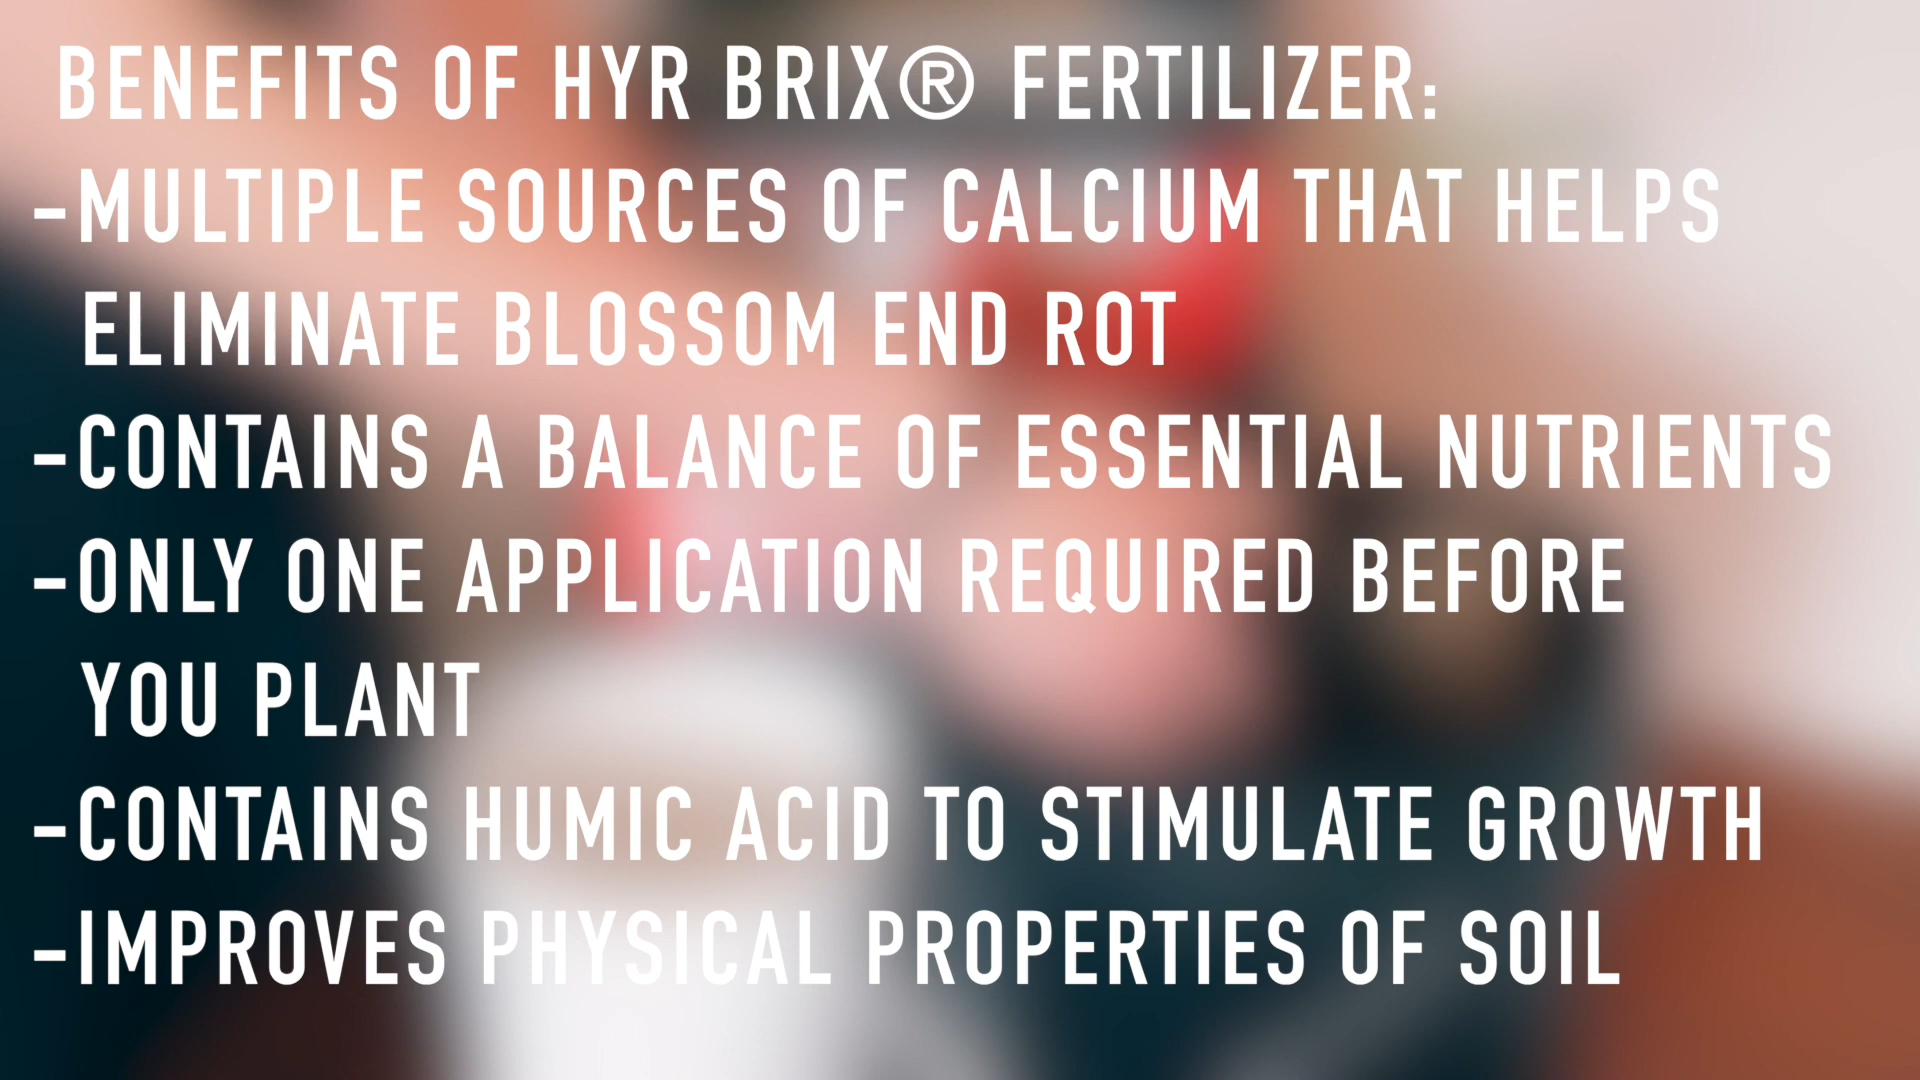 BENEFITS OF HYR BRIX® FERTILIZER:
-MULTIPLE SOURCES OF CALCIUM THAT HELPS
ELIMINATE BLOSSOM END ROT
-CONTAINS A BALANCE OF ESSENTIAL NUTRIENTS
-ONLY ONE APPLICATION REQUIRED BEFORE
YOU PLANT
-CONTAINS HUMIC ACID TO STIMULATE GROWTH
-IMPROVES PHYSICAL PROPERTIES OF SOIL